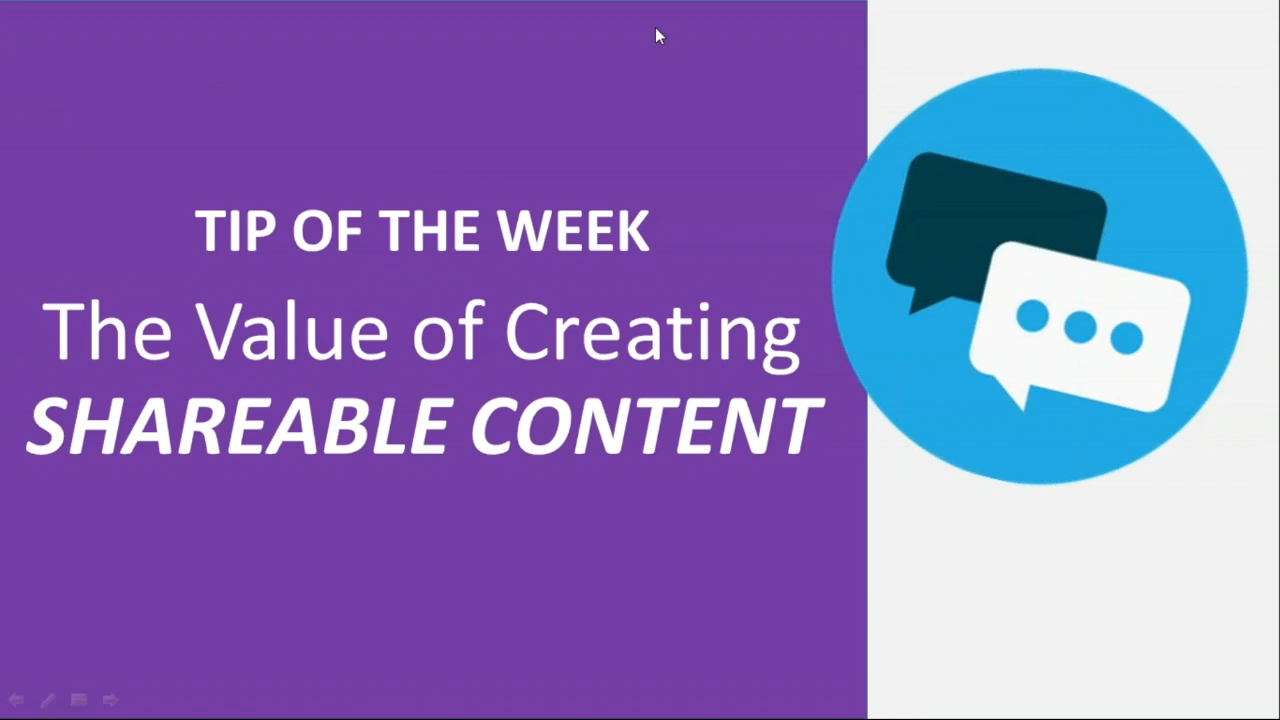 TIP OF THE WEEK
The Value of Creating
SHAREABLE CONTENT